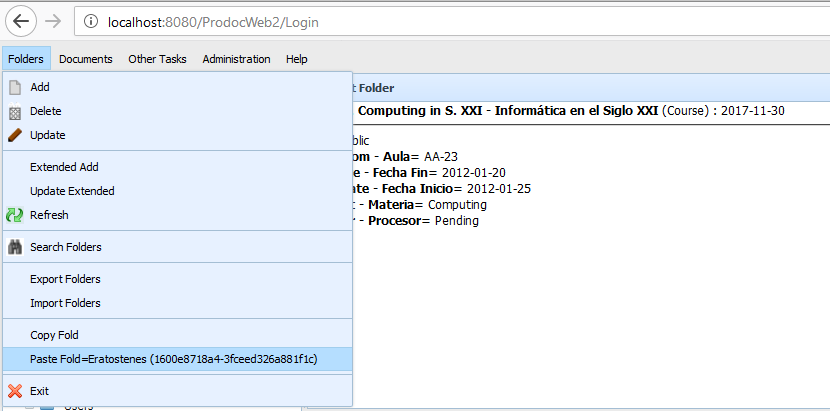 localhost:8080/ProdocWeb2/Login
Folders Documents Other Tasks Administration Help
Add
Delete
Update
Extended Add
Update Extended
Refresh
Search Folders
Export Folders
Import Folders
Copy Fold
Paste Fold=Eratostenes (1600e8718a4-3fceed326a881f1c)
Exit
Users
Folder
Computing in S. XXI - Informática en el Siglo XXI (Course) : 2017-11-30
- Aula= AA-23
- Fecha Fin= 2012-01-20
- Fecha Inicio= 2012-01-25
- Materia= Computing
- Procesor= Pending